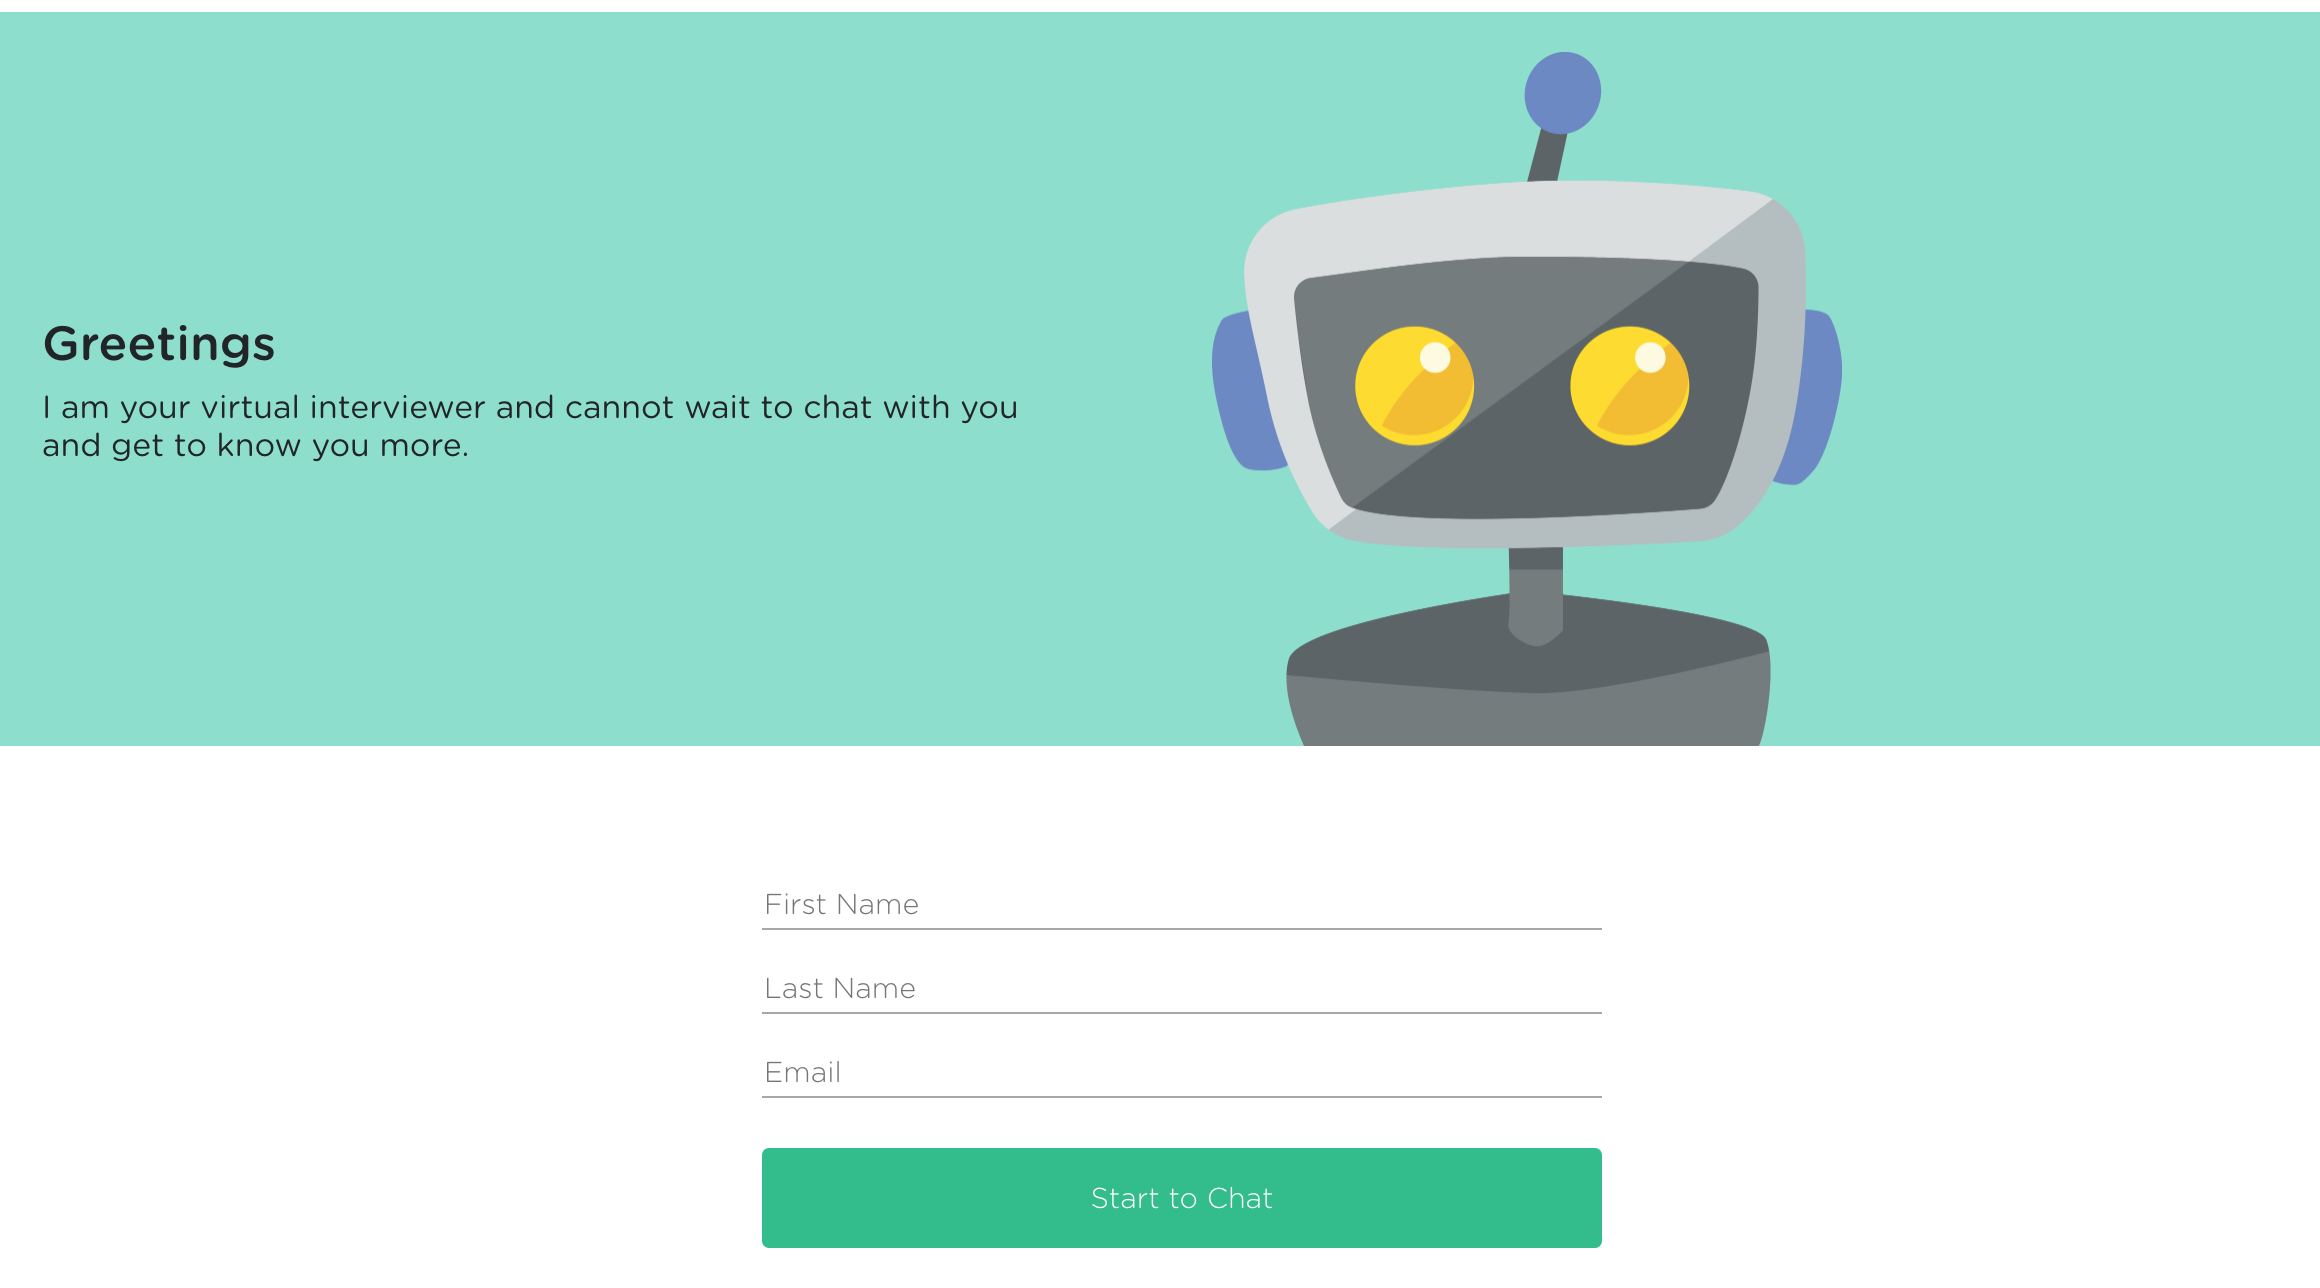 Greetings
I am your virtual interviewer and cannot wait to chat with you
and get to know you more.
First Name
Last Name
Email
Start to Chat